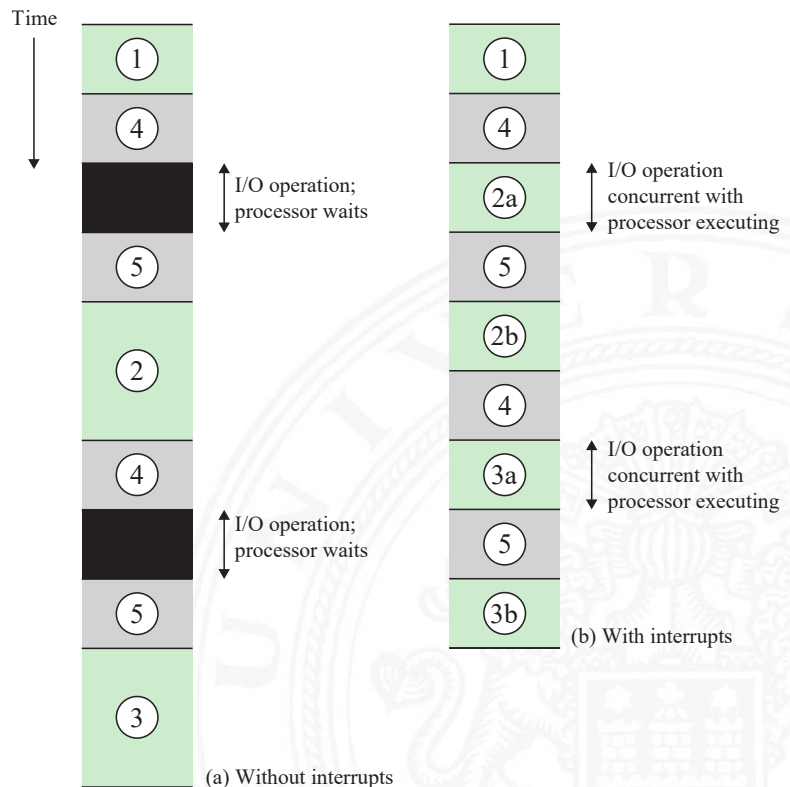 Time
1
4
I/O operation;
processor waits
5
2
4
I/O operation;
processor waits
5
3
(a) Without interrupts
1
4
2a
I/O operation
concurrent with
processor executing
5
2b
4
3a
I/O operation
concurrent with
processor executing
5
3b
(b) With interrupts
U N I V E R